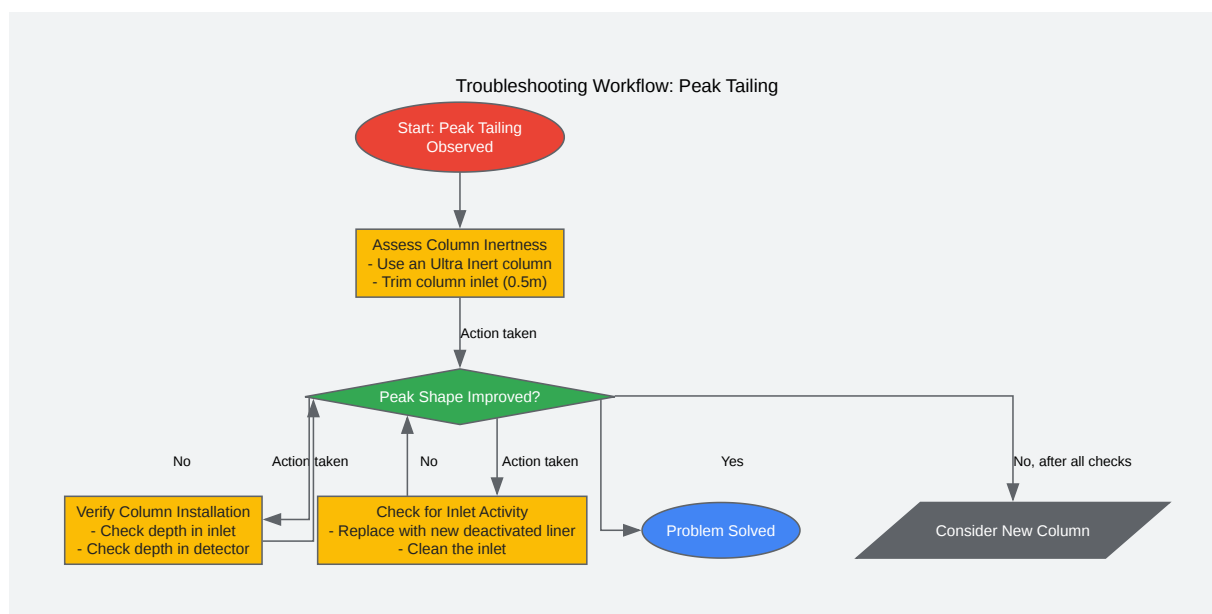 Troubleshooting Workflow: Peak Tailing
Start: Peak Tailing
Observed
Assess Column Inertness
- Use an Ultra Inert column
- Trim column inlet (0.5m)
Action taken
Peak Shape Improved?
No
Action taken
No
Action taken
Yes
No, after all checks
Verify Column Installation
- Check depth in inlet
- Check depth in detector
Check for Inlet Activity
- Replace with new deactivated liner
- Clean the inlet
Problem Solved
Consider New Column